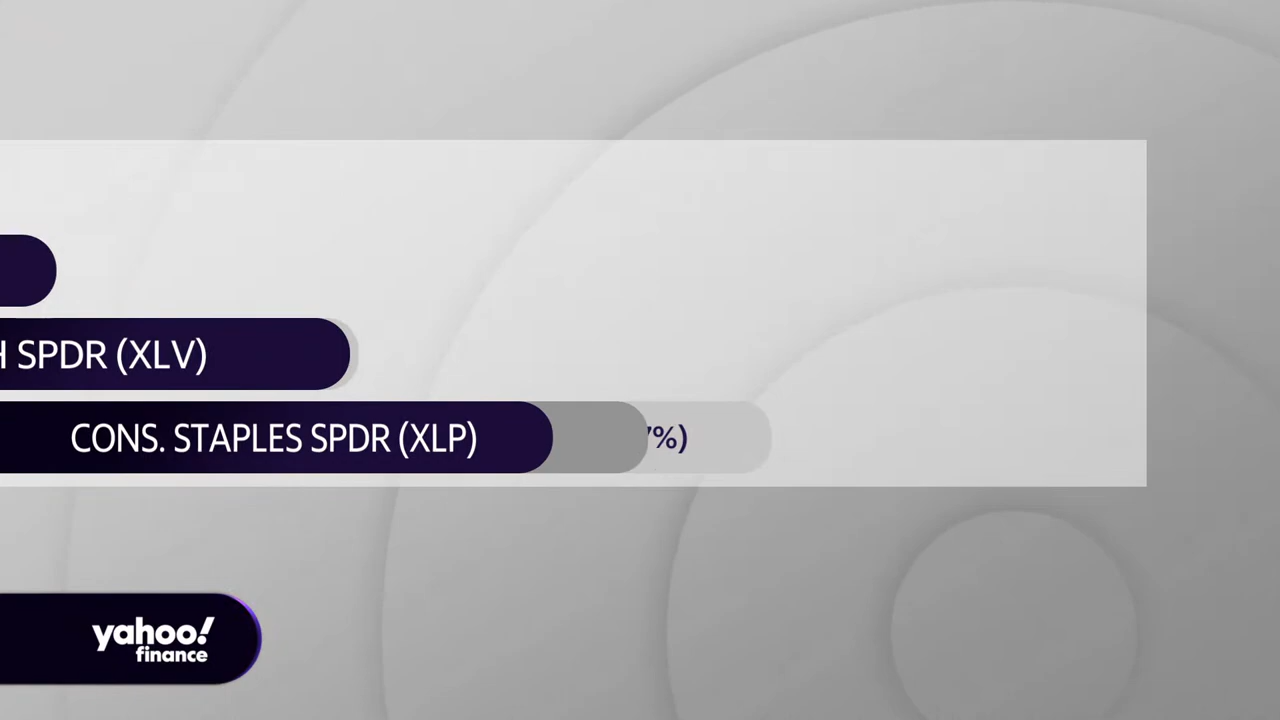 SPDR (XLV)
CONS. STAPLES SPDR (XLP)
%)
yahoo!
finance